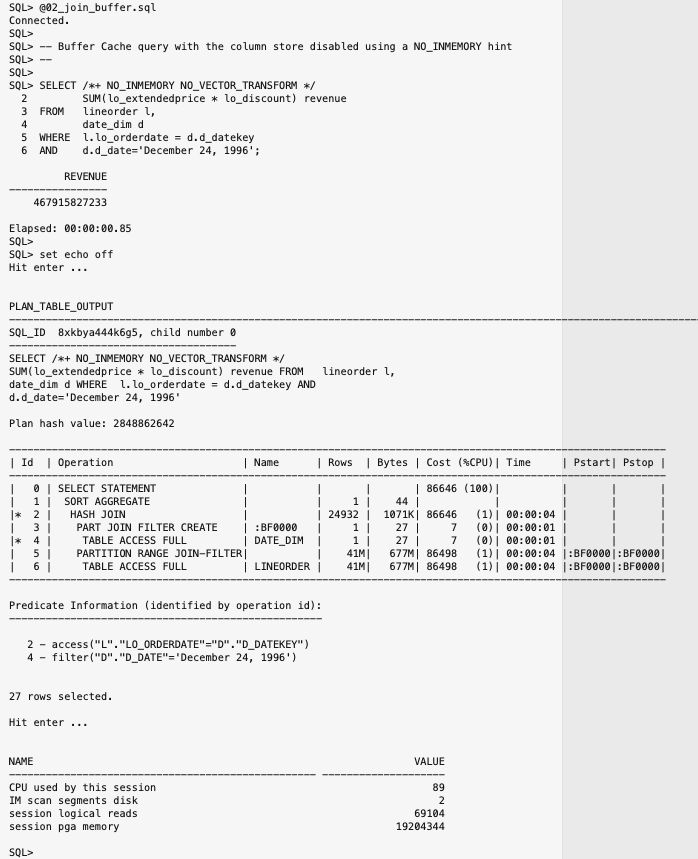 SQL> @02_join_buffer.sql
Connected.
SQL>
SQL> -- Buffer Cache query with the column store disabled using a NO_INMEMORY hint
SQL> --
SQL>
SQL> SELECT /*+ NO_INMEMORY NO_VECTOR_TRANSFORM */
  2         SUM(lo_extendedprice * lo_discount) revenue
  3  FROM   lineorder l,
  4         date_dim d
  5  WHERE  l.lo_orderdate = d.d_datekey
  6  AND    d.d_date='December 24, 1996';

         REVENUE
----------------
    467915827233

Elapsed: 00:00:00.85
SQL>
SQL> set echo off
Hit enter ...

PLAN_TABLE_OUTPUT
------------------------------------------------------------------------------------------------------------------
SQL_ID  8xkbya444k6g5, child number 0
-------------------------------------
SELECT /*+ NO_INMEMORY NO_VECTOR_TRANSFORM */
SUM(lo_extendedprice * lo_discount) revenue FROM   lineorder l,
date_dim d WHERE  l.lo_orderdate = d.d_datekey AND
d.d_date='December 24, 1996'

Plan hash value: 2848862642

-----------------------------------------------------------------------------------------------------------
| Id  | Operation                     | Name      | Rows  | Bytes | Cost (%CPU)| Time     | Pstart| Pstop |
-----------------------------------------------------------------------------------------------------------
|   0 | SELECT STATEMENT              |           |       |       | 86646 (100)|          |       |       |
|   1 |  SORT AGGREGATE               |           |     1 |    44 |            |          |       |       |
|*  2 |   HASH JOIN                   |           | 24932 |  1071K| 86646   (1)| 00:00:04 |       |       |
|   3 |    PART JOIN FILTER CREATE    | :BF0000   |     1 |    27 |     7   (0)| 00:00:01 |       |       |
|*  4 |     TABLE ACCESS FULL         | DATE_DIM  |     1 |    27 |     7   (0)| 00:00:01 |       |       |
|   5 |    PARTITION RANGE JOIN-FILTER|           |    41M|   677M| 86498   (1)| 00:00:04 |:BF0000|:BF0000|
|   6 |     TABLE ACCESS FULL         | LINEORDER |    41M|   677M| 86498   (1)| 00:00:04 |:BF0000|:BF0000|
-----------------------------------------------------------------------------------------------------------

Predicate Information (identified by operation id):
---------------------------------------------------

   2 - access("L"."LO_ORDERDATE"="D"."D_DATEKEY")
   4 - filter("D"."D_DATE"='December 24, 1996')

27 rows selected.

Hit enter ...

NAME                                                              VALUE
-------------------------------------------------- --------------------
CPU used by this session                                             89
IM scan segments disk                                                 2
session logical reads                                             69104
session pga memory                                             19204344

SQL>